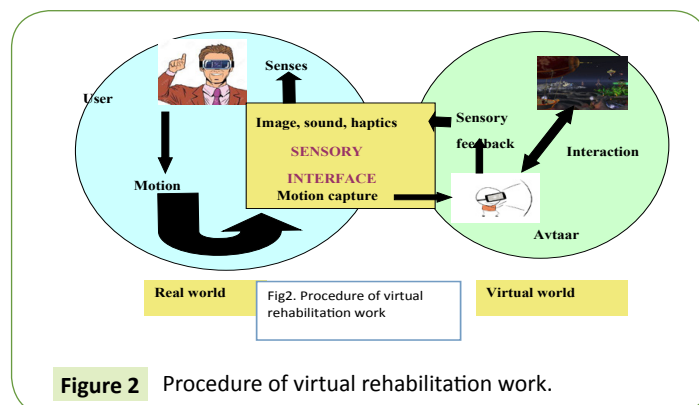 Senses
User
Image, sound, haptics
SENSORY
INTERFACE
Motion capture
Motion
Sensory
feedback
Interaction
Avtaar
Real world
Fig2. Procedure of virtual
rehabilitation work
Virtual world
Figure 2 Procedure of virtual rehabilitation work.